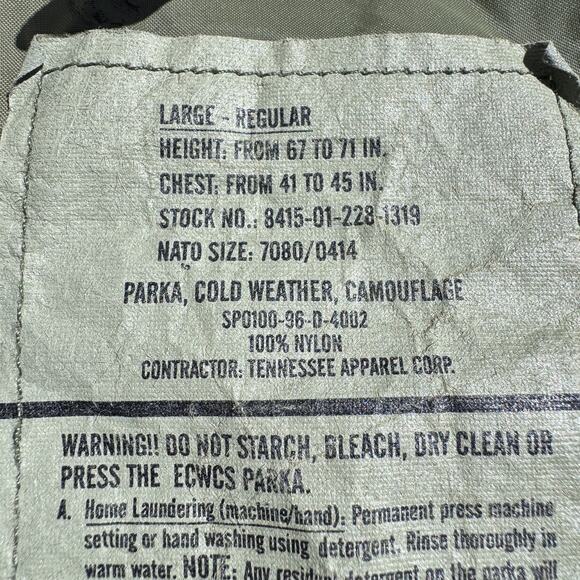 LARGE - REGULAR
HEIGHT: FROM 67 TO 71 IN.
CHEST: FROM 41 TO 45 IN.
STOCK NO.: 8415-01-228-1319
NATO SIZE: 7080/0414
PARKA, COLD WEATHER, CAMOUFLAGE
SPO100-96-D-4002
100% NYLON
CONTRACTOR: TENNESSEE APPAREL CORP.
WARNING!! DO NOT STARCH, BLEACH, DRY CLEAN OR
PRESS THE ECWCS PARKA.
A. Home Laundering (machine/hand): Permanent press machine
setting or hand washing using detergent. Rinse thoroughly in
warm water. NOTE: Any residual detergent on the parka will